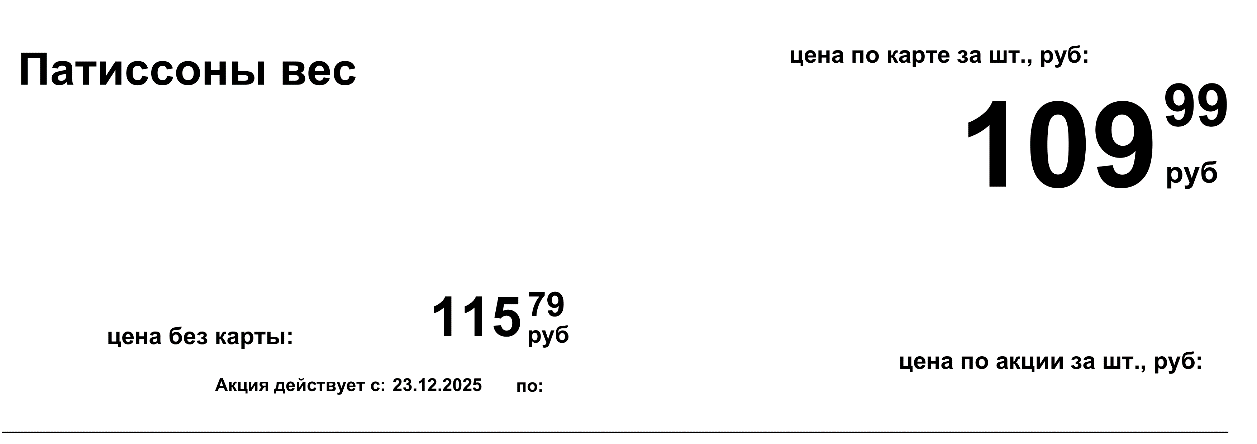 Патиссоны вес
цена по карте за шт., руб:
109 99
руб
115 79
руб
цена без карты:
цена по акции за шт., руб:
Акция действует с: 23.12.2025 по: